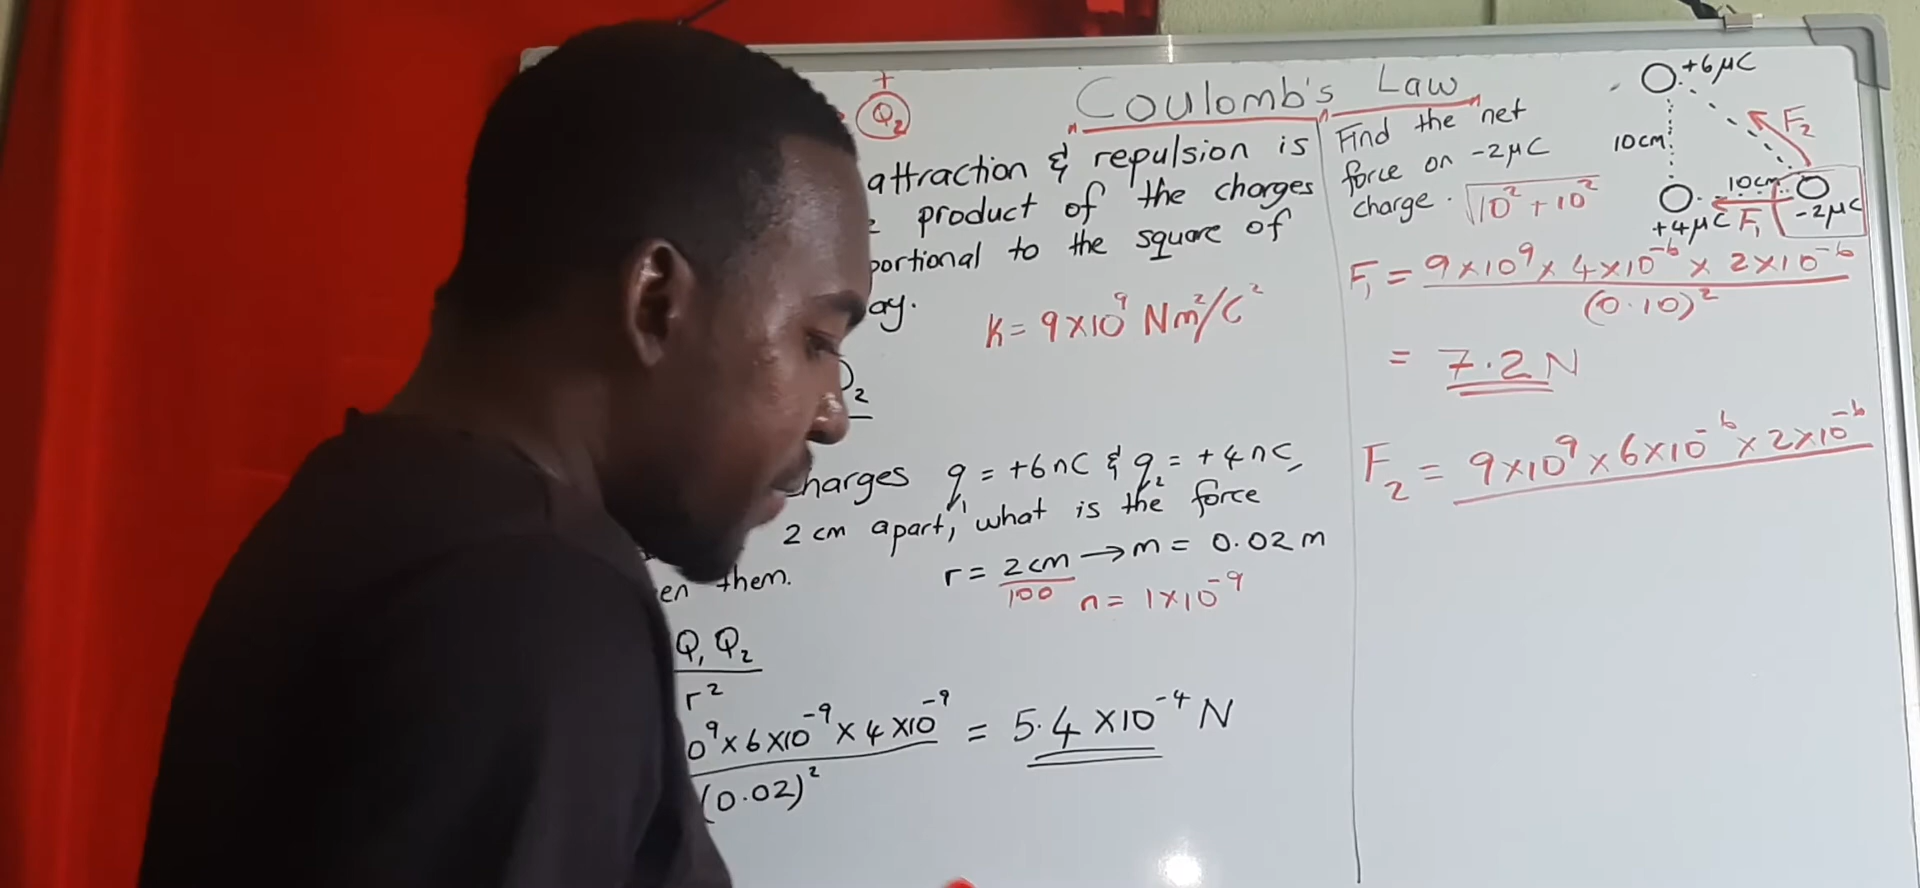 +
Q₂
Coulomb's Law
attraction & repulsion is
product of the charges
portional to the square of
ay.
K = 9×10⁹ Nm²/C²
2
harges q₁ = +6nC & q₂ = +4nC,
2 cm apart, what is the force
en them.
r = 2cm/100 → m = 0.02 m
n = 1×10⁻⁹
Q₁ Q₂
r²
0⁹ × 6×10⁻⁹ × 4×10⁻⁹ = 5.4 ×10⁻⁴ N
(0.02)²
Find the net
force on -2μC
charge. √10² + 10²
+6μC
10cm
F₂
10cm
+4μC
F₁
-2μC
F₁ = 9×10⁹ × 4×10⁻⁶ × 2×10⁻⁶
(0.10)²
= 7.2 N
F₂ = 9×10⁹ × 6×10⁻⁶ × 2×10⁻⁶